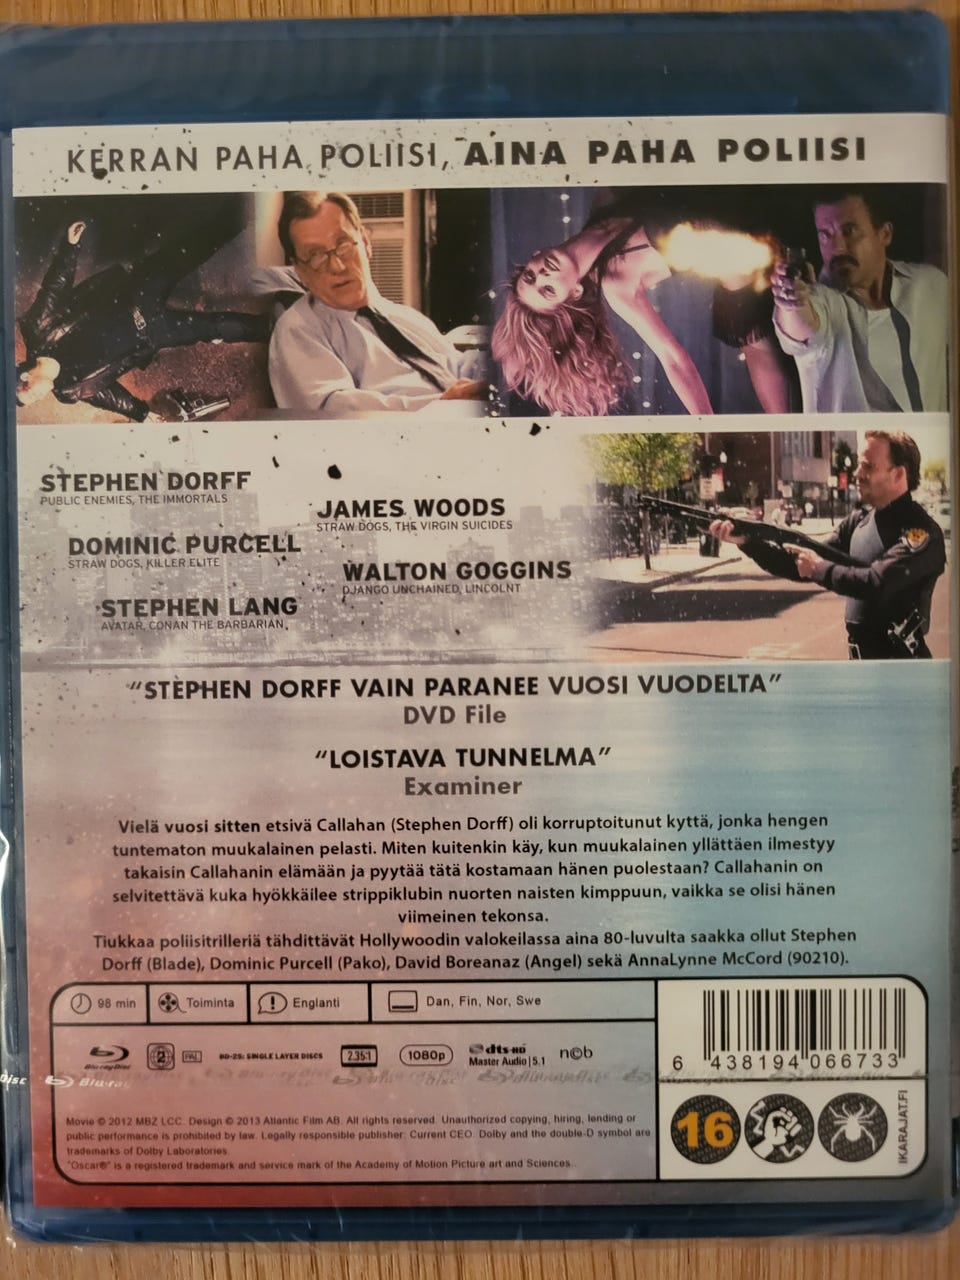 KERRAN PAHA POLIISI, AINA PAHA POLIISI
STEPHEN DORFF
PUBLIC ENEMIES, THE IMMORTALS
JAMES WOODS
STRAW DOGS, THE VIRGIN SUICIDES
DOMINIC PURCELL
STRAW DOGS, KILLER ELITE
WALTON GOGGINS
DJANGO UNCHAINED, LINCOLNT
STEPHEN LANG
AVATAR, CONAN THE BARBARIAN,
"STEPHEN DORFF VAIN PARANEE VUOSI VUODELTA"
DVD File
"LOISTAVA TUNNELMA"
Examiner
Vielä vuosi sitten etsivä Callahan (Stephen Dorff) oli korruptoitunut kyttä, jonka hengen
tuntematon muukalainen pelasti. Miten kuitenkin käy, kun muukalainen yllättäen ilmestyy
takaisin Callahanin elämään ja pyytää tätä kostamaan hänen puolestaan? Callahanin on
selvitettävä kuka hyökkäilee strippiklubin nuorten naisten kimppuun, vaikka se olisi hänen
viimeinen tekonsa.
Tiukkaa poliisitrilleriä tähdittävät Hollywoodin valokeilassa aina 80-luvulta saakka ollut Stephen
Dorff (Blade), Dominic Purcell (Pako), David Boreanaz (Angel) sekä AnnaLynne McCord (90210).
98 min Toiminta Englanti Dan, Fin, Nor, Swe
Blu-ray Disc 2 PAL BD-25: SINGLE LAYER DISCS 2.35:1 1080p dts-HD Master Audio | 5.1 ncb
6 438194 066733
Disc Blu-ray
Movie © 2012 MBZ LCC. Design © 2013 Atlantic Film AB. All rights reserved. Unauthorized copying, hiring, lending or
public performance is prohibited by law. Legally responsible publisher: Current CEO. Dolby and the double-D symbol are
trademarks of Dolby Laboratories.
"Oscar®" is a registered trademark and service mark of the Academy of Motion Picture art and Sciences.
16
IKARAJAT.FI